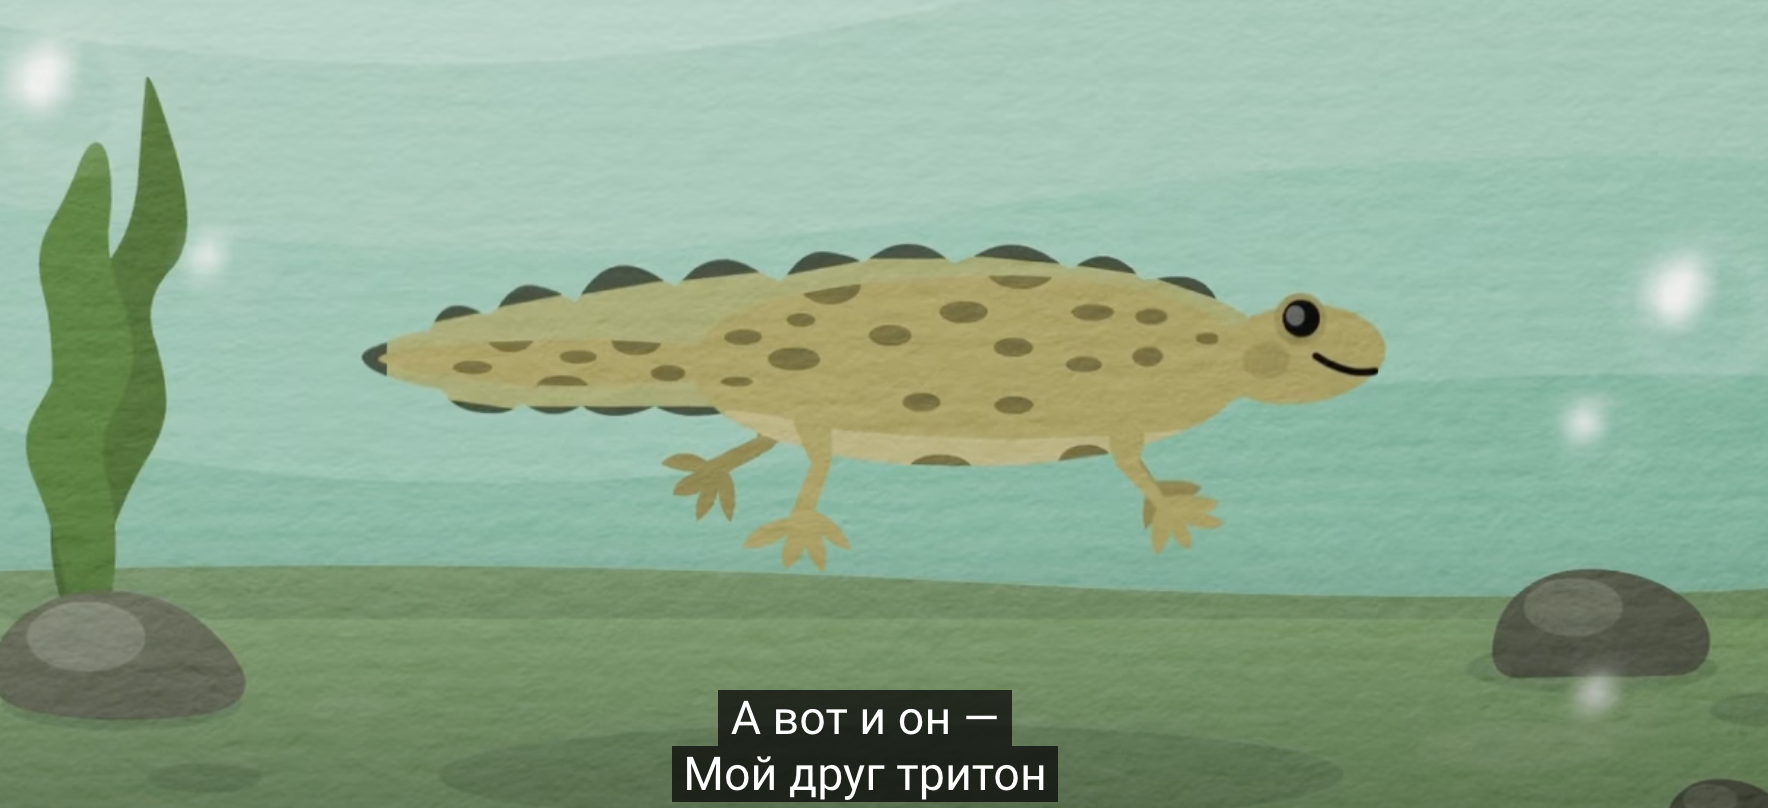 А вот и он —
Мой друг тритон